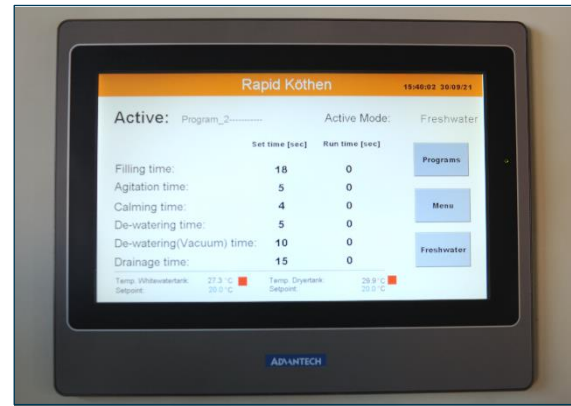 Rapid Köthen 15:40:02 30/09/21
Active: Program_2---------- Active Mode: Freshwater
Set time [sec] Run time [sec]
Programs
Filling time: 18 0
Agitation time: 5 0
Calming time: 4 0
Menu
De-watering time: 5 0
De-watering(Vacuum) time: 10 0
Freshwater
Drainage time: 15 0
Temp. Whitewatertank: 27.3 °C Temp. Dryertank: 29.9 °C
Setpoint: 20.0 °C Setpoint: 20.0 °C
ADVANTECH